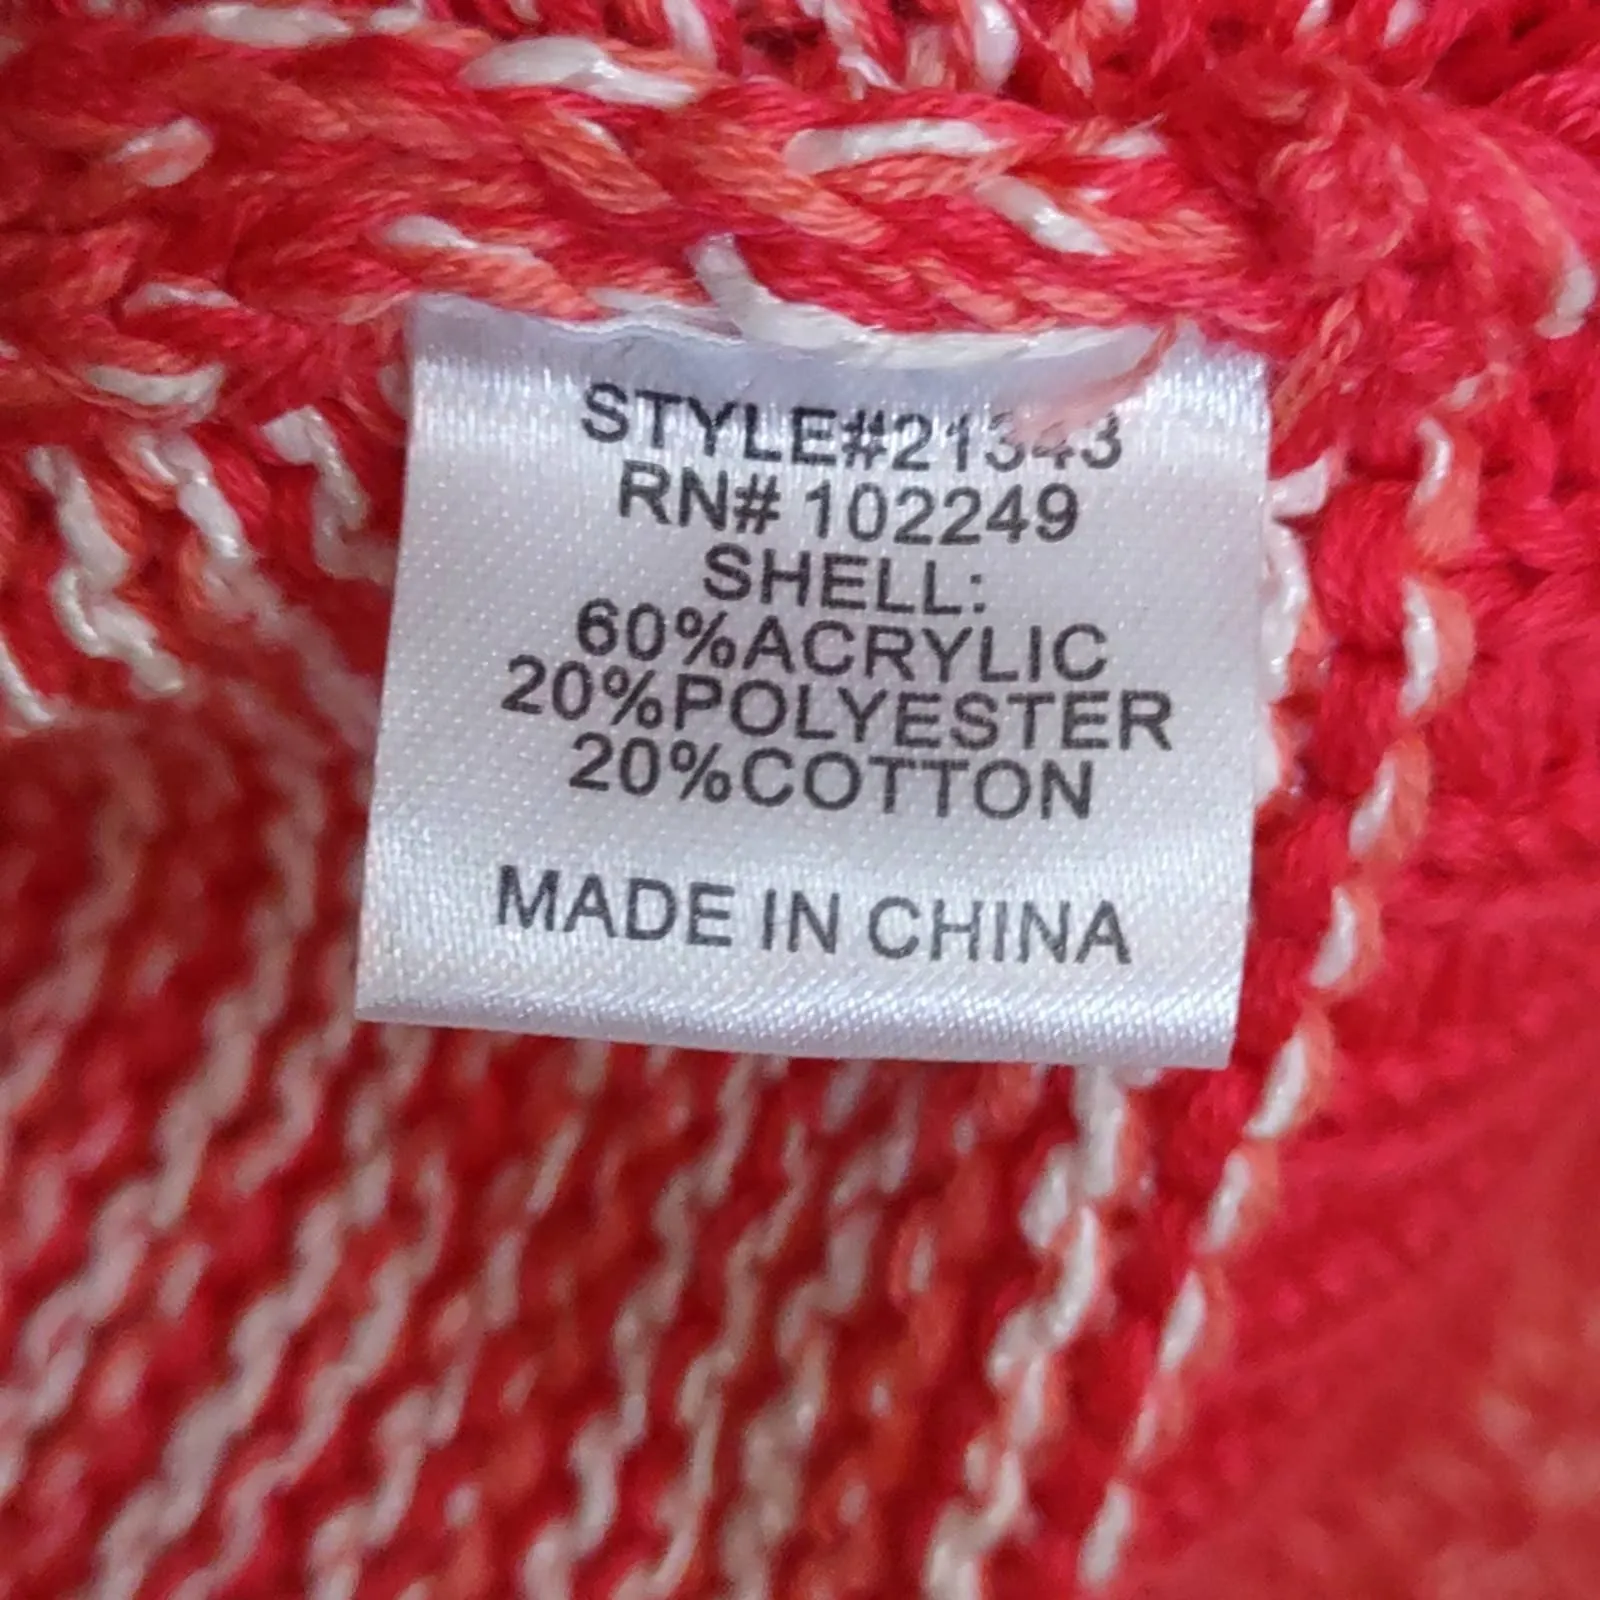 STYLE#21343
RN# 102249
SHELL:
60%ACRYLIC
20%POLYESTER
20%COTTON
MADE IN CHINA